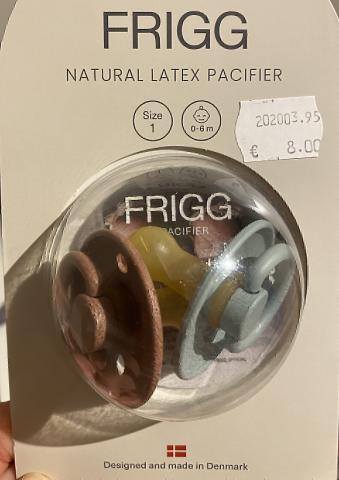 FRIGG
NATURAL LATEX PACIFIER
Size
1
0-6 m
202003.95
€ 8.00
FRIGG
PACIFIER
Designed and made in Denmark